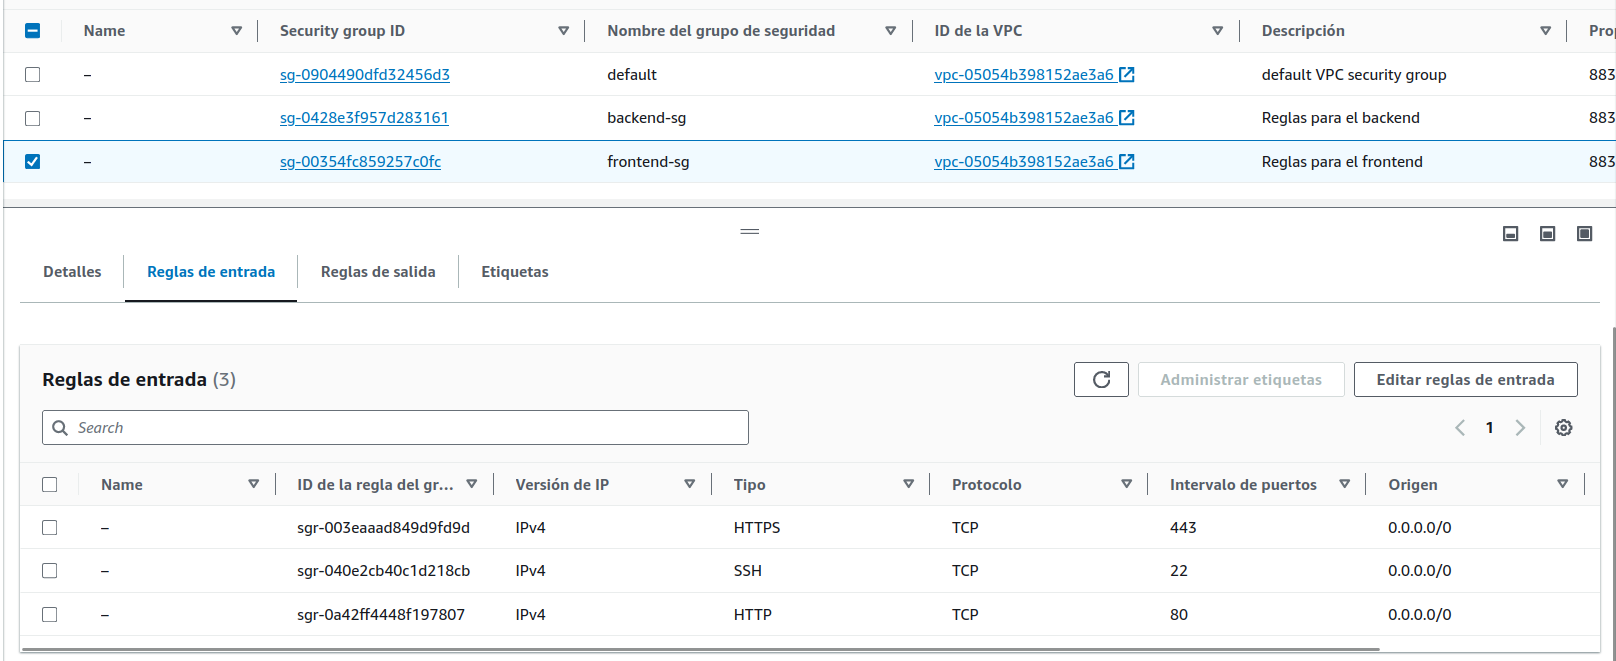 Name Security group ID Nombre del grupo de seguridad ID de la VPC Descripción Pro
– sg-0904490dfd32456d3 default vpc-05054b398152ae3a6 default VPC security group 883
– sg-0428e3f957d283161 backend-sg vpc-05054b398152ae3a6 Reglas para el backend 883
– sg-00354fc859257c0fc frontend-sg vpc-05054b398152ae3a6 Reglas para el frontend 883
Detalles Reglas de entrada Reglas de salida Etiquetas
Reglas de entrada (3) Administrar etiquetas Editar reglas de entrada
Search 1
Name ID de la regla del gr... Versión de IP Tipo Protocolo Intervalo de puertos Origen
– sgr-003eaaad849d9fd9d IPv4 HTTPS TCP 443 0.0.0.0/0
– sgr-040e2cb40c1d218cb IPv4 SSH TCP 22 0.0.0.0/0
– sgr-0a42ff4448f197807 IPv4 HTTP TCP 80 0.0.0.0/0